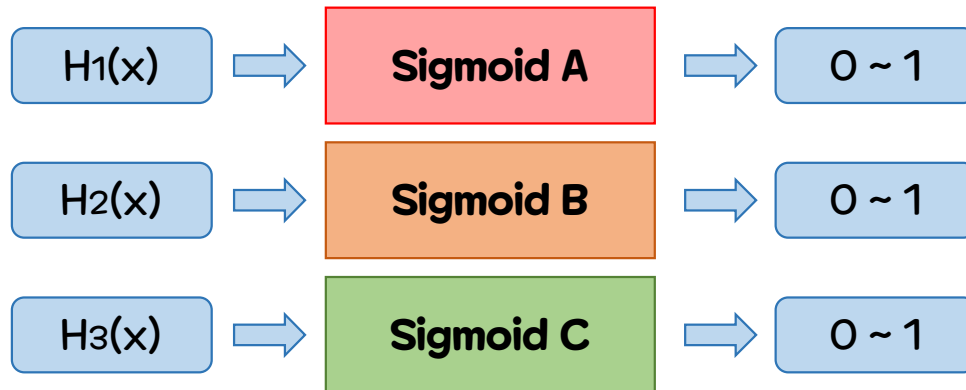 H1(x) Sigmoid A 0 ~ 1
H2(x) Sigmoid B 0 ~ 1
H3(x) Sigmoid C 0 ~ 1